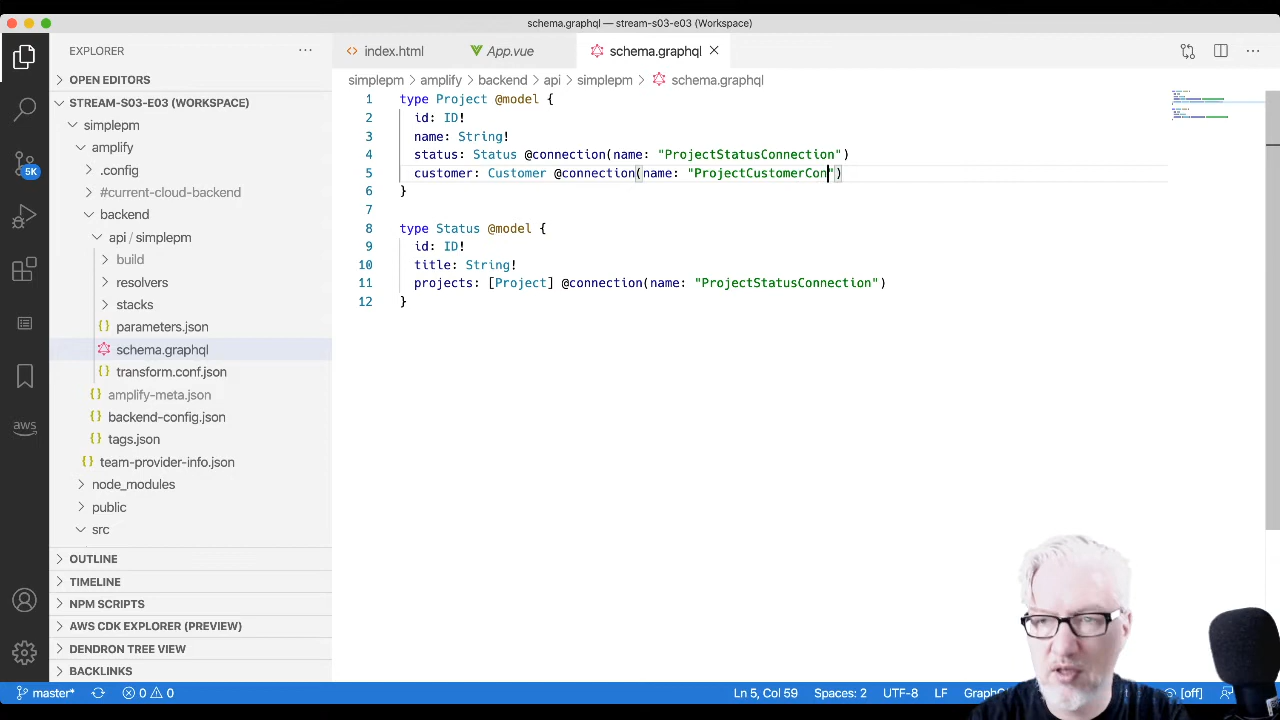 schema.graphql — stream-s03-e03 (Workspace)
EXPLORER
index.html
App.vue
schema.graphql
simplepm > amplify > backend > api > simplepm > schema.graphql
OPEN EDITORS
STREAM-S03-E03 (WORKSPACE)
simplepm
amplify
.config
#current-cloud-backend
backend
api / simplepm
build
resolvers
stacks
parameters.json
schema.graphql
transform.conf.json
amplify-meta.json
backend-config.json
tags.json
team-provider-info.json
node_modules
public
src
OUTLINE
TIMELINE
NPM SCRIPTS
AWS CDK EXPLORER (PREVIEW)
DENDRON TREE VIEW
BACKLINKS
5K
aws
1 type Project @model {
2 id: ID!
3 name: String!
4 status: Status @connection(name: "ProjectStatusConnection")
5 customer: Customer @connection(name: "ProjectCustomerCon")
6 }
7
8 type Status @model {
9 id: ID!
10 title: String!
11 projects: [Project] @connection(name: "ProjectStatusConnection")
12 }
master* 0 0 Ln 5, Col 59 Spaces: 2 UTF-8 LF GraphQ [off]